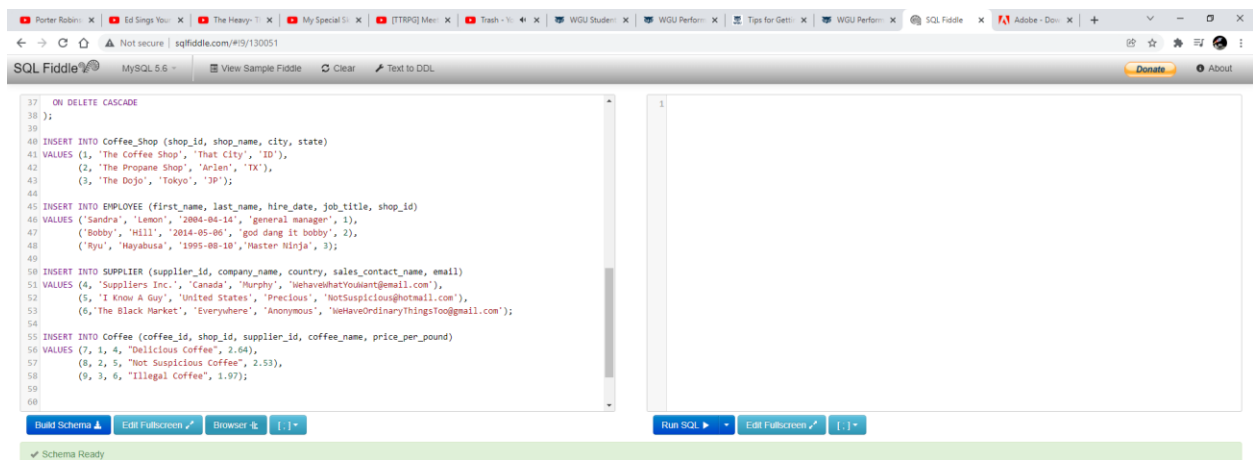 Porter Robins
Ed Sings Your
The Heavy- T
My Special Si
[TTRPG] Meet
Trash - Yo
WGU Student
WGU Perform
Tips for Getti
WGU Perform
SQL Fiddle
Adobe - Dow
Not secure | sqlfiddle.com/#!9/130051
SQL Fiddle MySQL 5.6 View Sample Fiddle Clear Text to DDL Donate About
37 ON DELETE CASCADE
38 );
39
40 INSERT INTO Coffee_Shop (shop_id, shop_name, city, state)
41 VALUES (1, 'The Coffee Shop', 'That City', 'ID'),
42 (2, 'The Propane Shop', 'Arlen', 'TX'),
43 (3, 'The Dojo', 'Tokyo', 'JP');
44
45 INSERT INTO EMPLOYEE (first_name, last_name, hire_date, job_title, shop_id)
46 VALUES ('Sandra', 'Lemon', '2004-04-14', 'general manager', 1),
47 ('Bobby', 'Hill', '2014-05-06', 'god dang it bobby', 2),
48 ('Ryu', 'Hayabusa', '1995-08-10','Master Ninja', 3);
49
50 INSERT INTO SUPPLIER (supplier_id, company_name, country, sales_contact_name, email)
51 VALUES (4, 'Suppliers Inc.', 'Canada', 'Murphy', 'WehaveWhatYouWant@email.com'),
52 (5, 'I Know A Guy', 'United States', 'Precious', 'NotSuspicious@hotmail.com'),
53 (6,'The Black Market', 'Everywhere', 'Anonymous', 'WeHaveOrdinaryThingsToo@gmail.com');
54
55 INSERT INTO Coffee (coffee_id, shop_id, supplier_id, coffee_name, price_per_pound)
56 VALUES (7, 1, 4, "Delicious Coffee", 2.64),
57 (8, 2, 5, "Not Suspicious Coffee", 2.53),
58 (9, 3, 6, "Illegal Coffee", 1.97);
59
60
1
Build Schema Edit Fullscreen Browser [ ; ]
Run SQL Edit Fullscreen [ ; ]
Schema Ready